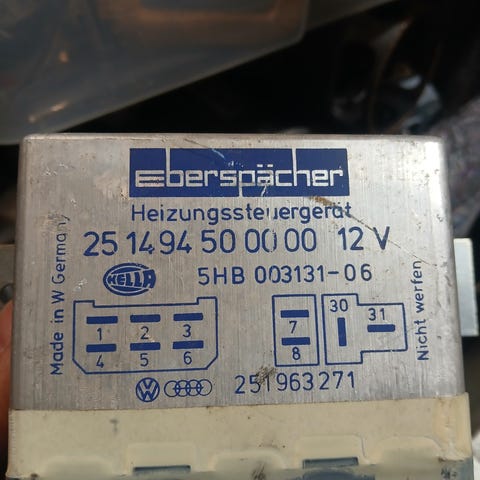 Eberspächer
Heizungssteuergerät
25 1494 50 00 00 12 V
HELLA
5HB 003131-06
1 2 3
4 5 6
7
8
30
31
VW
251963271
Made in W Germany
Nicht werfen